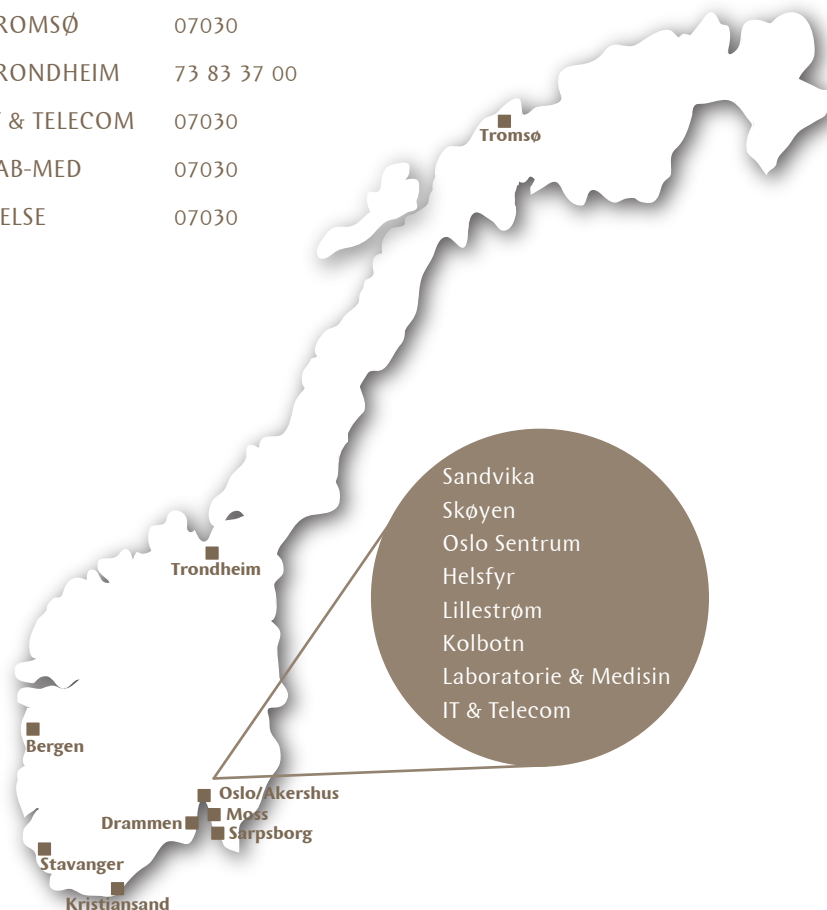 ROMSØ 07030
RONDHEIM 73 83 37 00
& TELECOM 07030
AB-MED 07030
ELSE 07030
Tromsø
Sandvika
Skøyen
Oslo Sentrum
Helsfyr
Lillestrøm
Kolbotn
Laboratorie & Medisin
IT & Telecom
Trondheim
Bergen
Oslo/Akershus
Moss
Drammen
Sarpsborg
Stavanger
Kristiansand